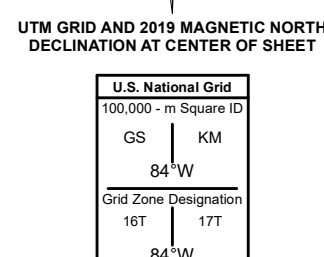 UTM GRID AND 2019 MAGNETIC NORTH
DECLINATION AT CENTER OF SHEET
U.S. National Grid
100,000 - m Square ID
GS KM
84°W
Grid Zone Designation
16T 17T
84°W